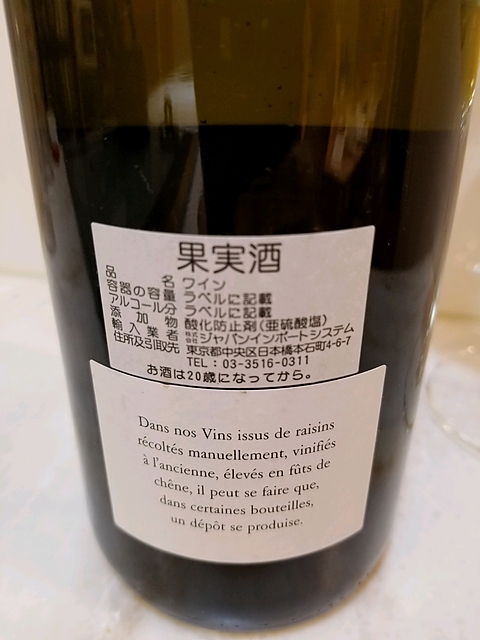 果実酒
品名 ワイン
容器の容量 ラベルに記載
アルコール分 ラベルに記載
添加物 酸化防止剤(亜硫酸塩)
輸入業者 株式会社ジャパンインポートシステム
住所及引取先 東京都中央区日本橋本石町4-6-7
TEL:03-3516-0311
お酒は20歳になってから。
Dans nos Vins issus de raisins
récoltés manuellement, vinifiés
à l'ancienne, élevés en fûts de
chêne, il peut se faire que,
dans certaines bouteilles,
un dépôt se produise.